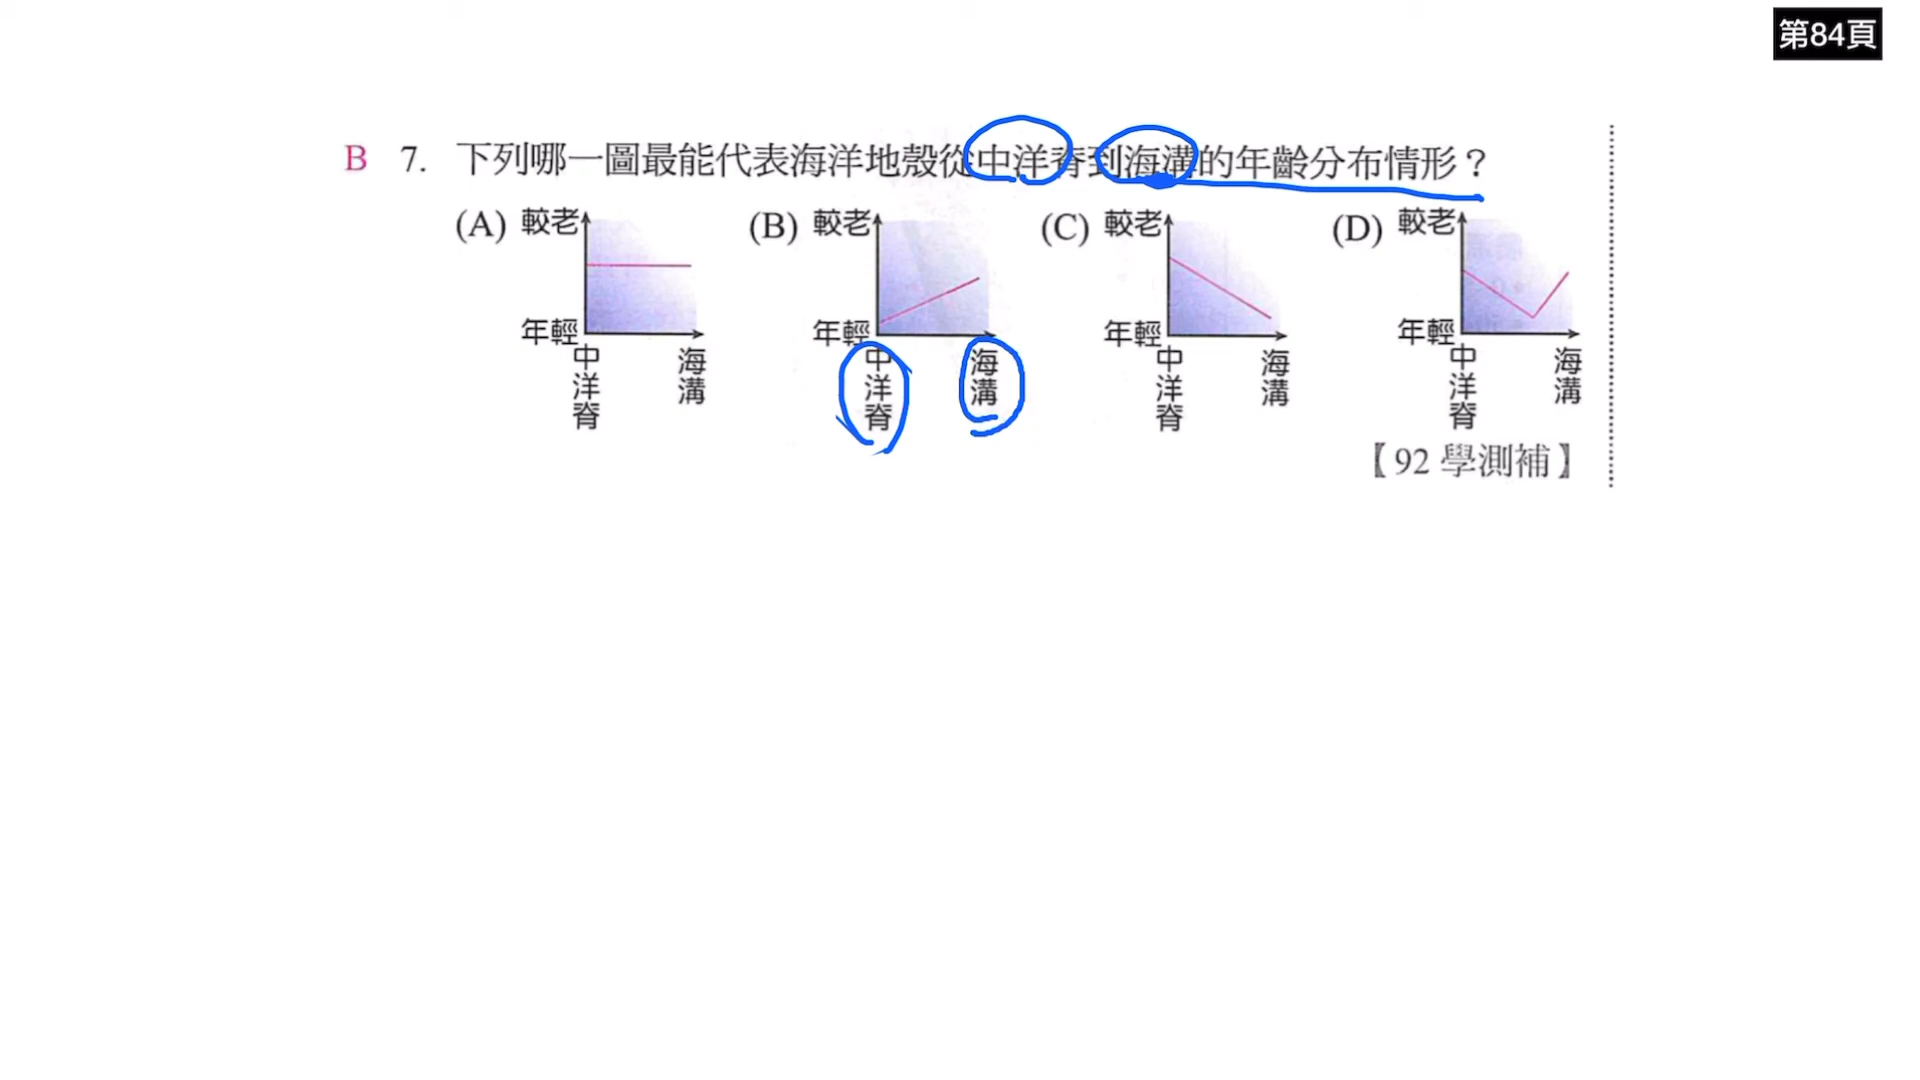 第84頁
B 7. 下列哪一圖最能代表海洋地殼從中洋脊到海溝的年齡分布情形？
(A) 較老 年輕 中洋脊 海溝
(B) 較老 年輕 中洋脊 海溝
(C) 較老 年輕 中洋脊 海溝
(D) 較老 年輕 中洋脊 海溝
【92 學測補】